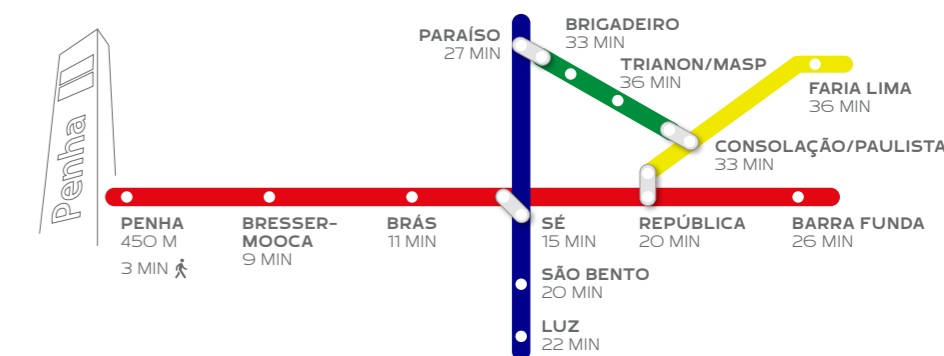 PARAÍSO
27 MIN
BRIGADEIRO
33 MIN
TRIANON/MASP
36 MIN
FARIA LIMA
36 MIN
CONSOLAÇÃO/PAULISTA
33 MIN
Penha
PENHA
450 M
3 MIN
BRESSER-
MOOCA
9 MIN
BRÁS
11 MIN
SÉ
15 MIN
REPÚBLICA
20 MIN
BARRA FUNDA
26 MIN
SÃO BENTO
20 MIN
LUZ
22 MIN